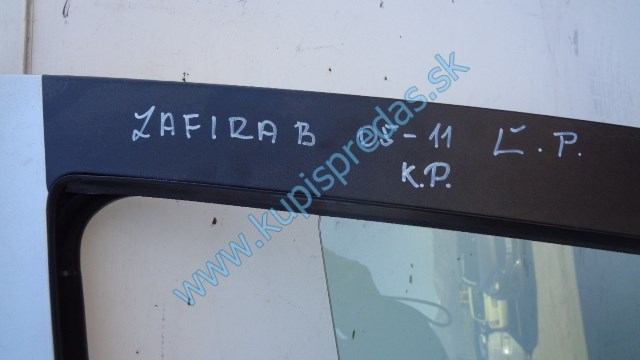 ZAFIRA B 05-11 Ľ.P.
K.P.
www.kupispredas.sk